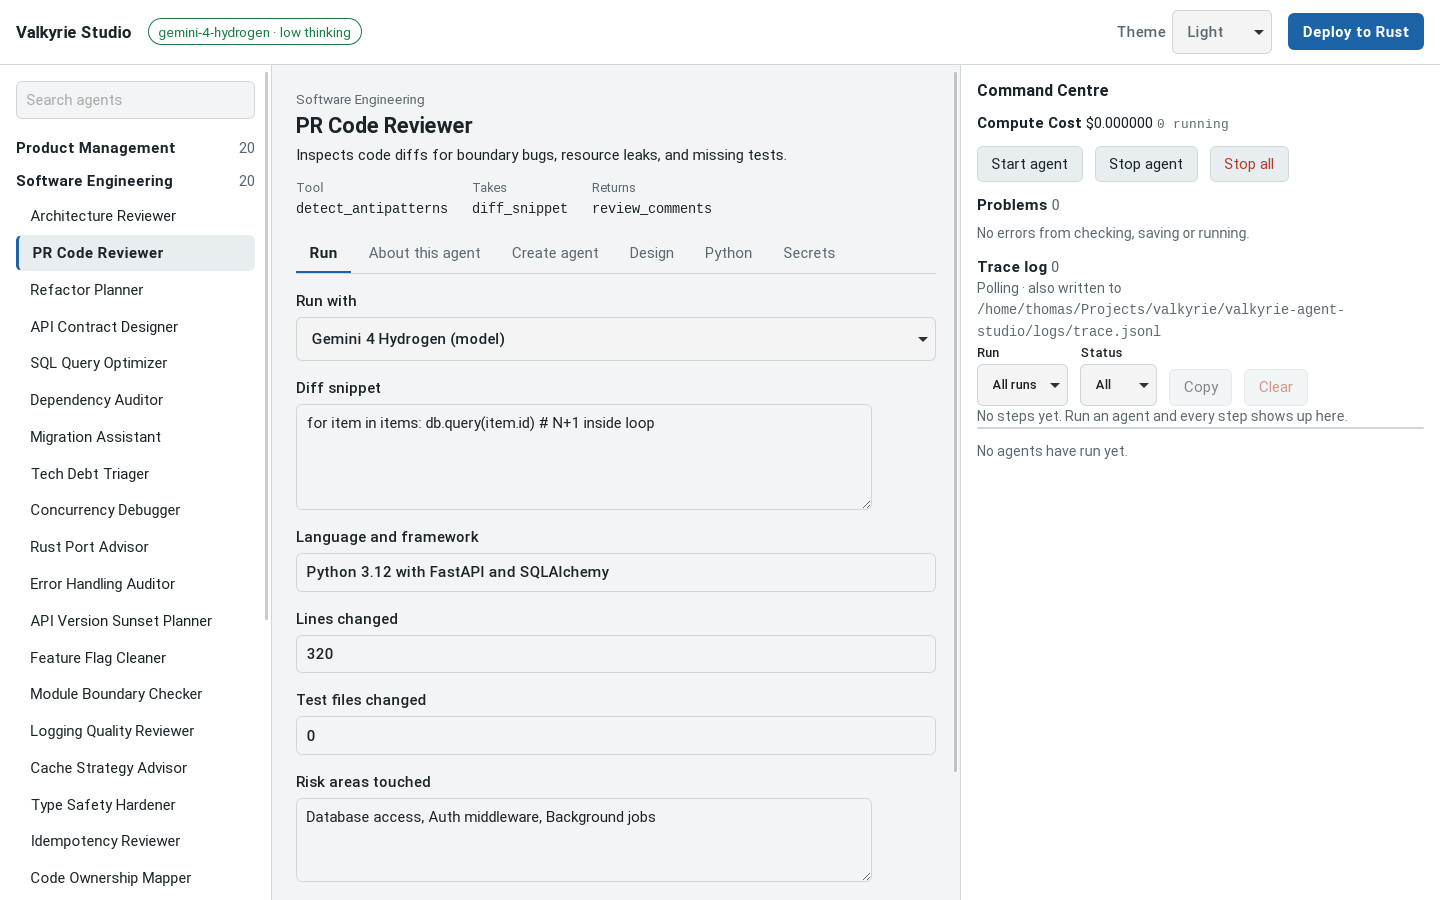 Valkyrie Studio
gemini-4-hydrogen · low thinking
Theme
Light
Deploy to Rust
Search agents
Product Management 20
Software Engineering 20
Architecture Reviewer
PR Code Reviewer
Refactor Planner
API Contract Designer
SQL Query Optimizer
Dependency Auditor
Migration Assistant
Tech Debt Triager
Concurrency Debugger
Rust Port Advisor
Error Handling Auditor
API Version Sunset Planner
Feature Flag Cleaner
Module Boundary Checker
Logging Quality Reviewer
Cache Strategy Advisor
Type Safety Hardener
Idempotency Reviewer
Code Ownership Mapper
Software Engineering
PR Code Reviewer
Inspects code diffs for boundary bugs, resource leaks, and missing tests.
Tool Takes Returns
detect_antipatterns diff_snippet review_comments
Run About this agent Create agent Design Python Secrets
Run with
Gemini 4 Hydrogen (model)
Diff snippet
for item in items: db.query(item.id) # N+1 inside loop
Language and framework
Python 3.12 with FastAPI and SQLAlchemy
Lines changed
320
Test files changed
0
Risk areas touched
Database access, Auth middleware, Background jobs
Command Centre
Compute Cost $0.000000 0 running
Start agent Stop agent Stop all
Problems 0
No errors from checking, saving or running.
Trace log 0
Polling · also written to
/home/thomas/Projects/valkyrie/valkyrie-agent-
studio/logs/trace.jsonl
Run Status
All runs All Copy Clear
No steps yet. Run an agent and every step shows up here.
No agents have run yet.